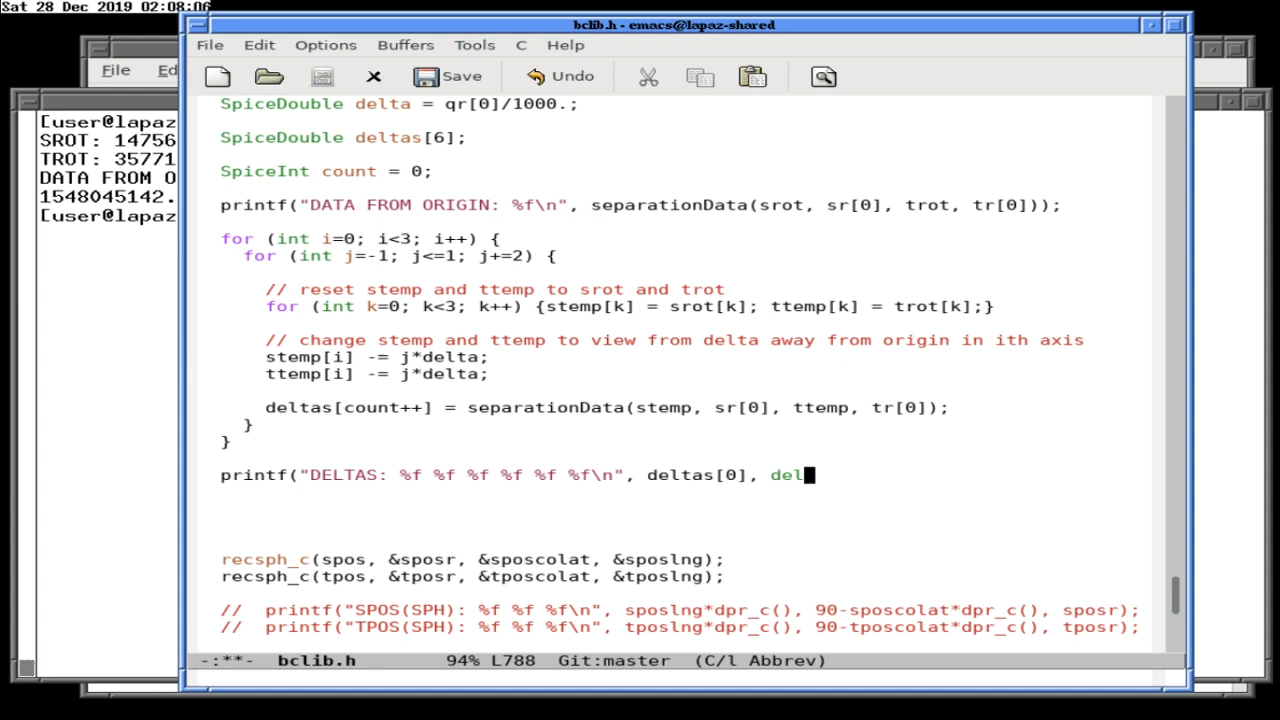 Sat 28 Dec 2019 02:08:06
bclib.h - emacs@lapaz-shared
File Edit Options Buffers Tools C Help
Save Undo
File Ed
[user@lapaz
SROT: 14756
TROT: 35771
DATA FROM O
1548045142.
[user@lapaz
SpiceDouble delta = qr[0]/1000.;
SpiceDouble deltas[6];
SpiceInt count = 0;
printf("DATA FROM ORIGIN: %f\n", separationData(srot, sr[0], trot, tr[0]));
for (int i=0; i<3; i++) {
for (int j=-1; j<=1; j+=2) {
// reset stemp and ttemp to srot and trot
for (int k=0; k<3; k++) {stemp[k] = srot[k]; ttemp[k] = trot[k];}
// change stemp and ttemp to view from delta away from origin in ith axis
stemp[i] -= j*delta;
ttemp[i] -= j*delta;
deltas[count++] = separationData(stemp, sr[0], ttemp, tr[0]);
}
}
printf("DELTAS: %f %f %f %f %f %f\n", deltas[0], del
recsph_c(spos, &sposr, &sposcolat, &sposlng);
recsph_c(tpos, &tposr, &tposcolat, &tposlng);
// printf("SPOS(SPH): %f %f %f\n", sposlng*dpr_c(), 90-sposcolat*dpr_c(), sposr);
// printf("TPOS(SPH): %f %f %f\n", tposlng*dpr_c(), 90-tposcolat*dpr_c(), tposr);
-:**- bclib.h 94% L788 Git:master (C/l Abbrev)